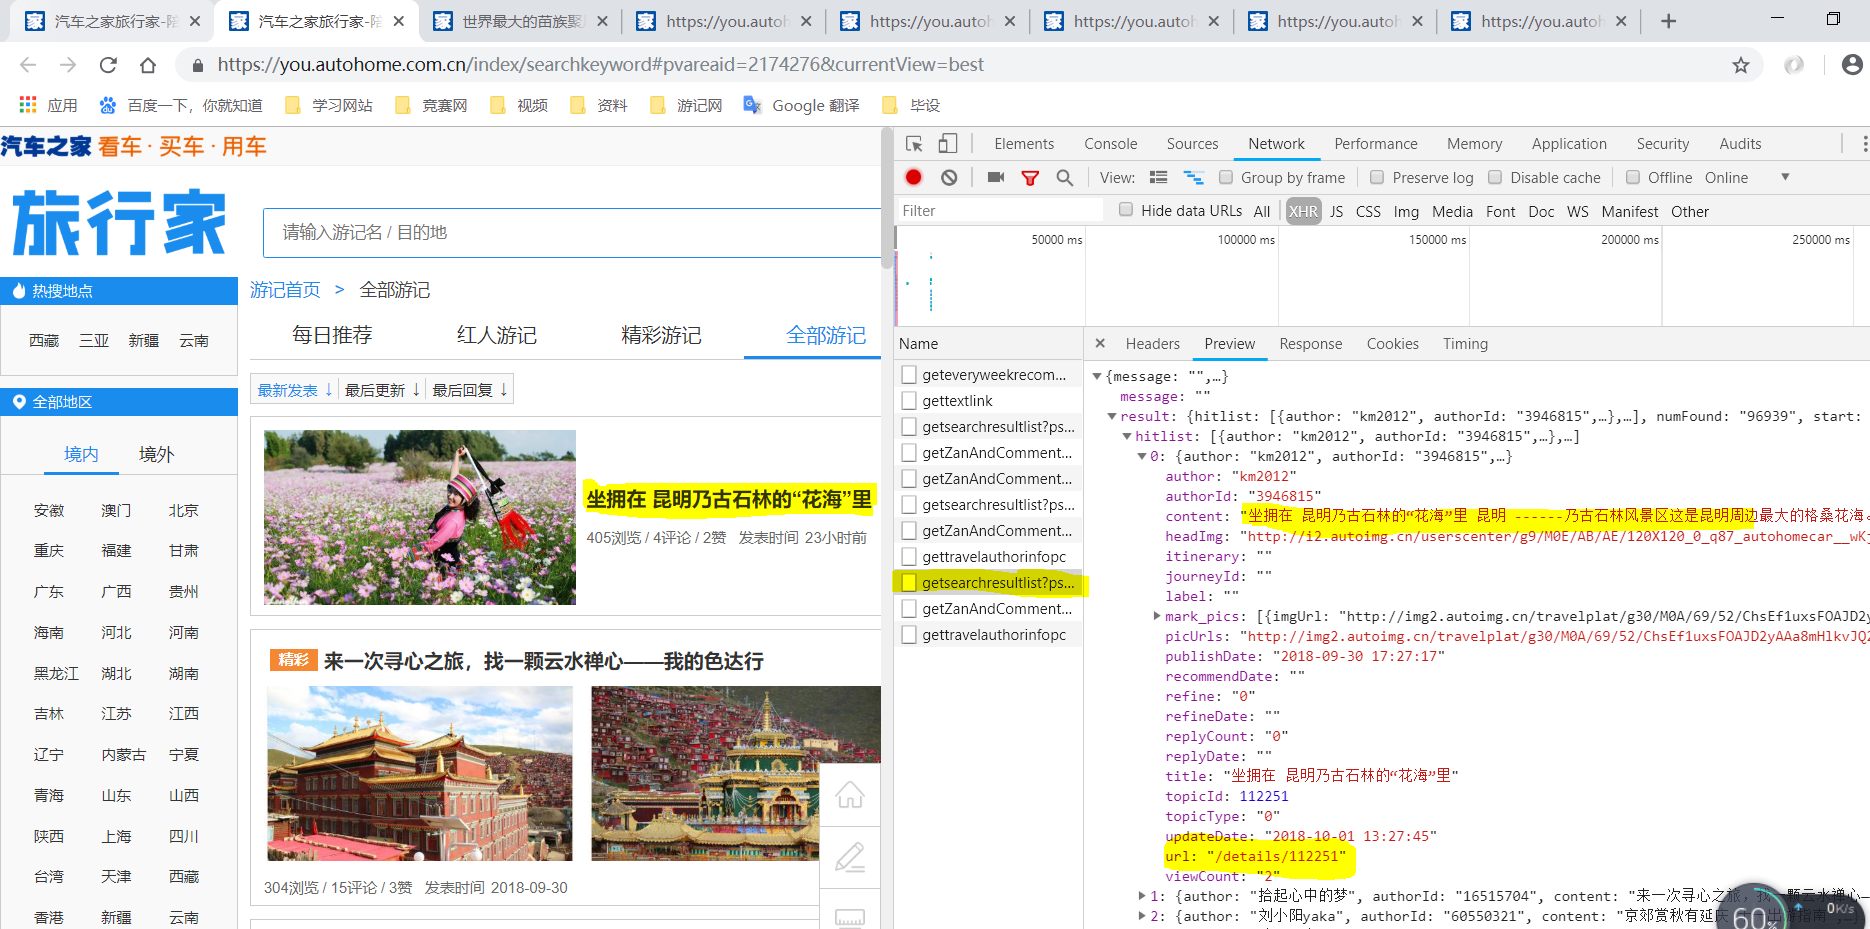 汽车之家旅行家-陪
汽车之家旅行家-陪
世界最大的苗族聚
https://you.autoh
https://you.autoh
https://you.autoh
https://you.autoh
https://you.autoh
https://you.autohome.com.cn/index/searchkeyword#pvareaid=2174276&currentView=best
应用 百度一下，你就知道 学习网站 竞赛网 视频 资料 游记网 Google 翻译 毕设
汽车之家 看车·买车·用车
旅行家
请输入游记名 / 目的地
热搜地点
西藏 三亚 新疆 云南
全部地区
境内 境外
安徽 澳门 北京
重庆 福建 甘肃
广东 广西 贵州
海南 河北 河南
黑龙江 湖北 湖南
吉林 江苏 江西
辽宁 内蒙古 宁夏
青海 山东 山西
陕西 上海 四川
台湾 天津 西藏
香港 新疆 云南
游记首页 > 全部游记
每日推荐 红人游记 精彩游记 全部游记
最新发表 ↓ 最后更新 ↓ 最后回复 ↓
坐拥在 昆明乃古石林的“花海”里
405浏览 / 4评论 / 2赞 发表时间 23小时前
精彩 来一次寻心之旅，找一颗云水禅心——我的色达行
304浏览 / 15评论 / 3赞 发表时间 2018-09-30
Elements Console Sources Network Performance Memory Application Security Audits
View: Group by frame Preserve log Disable cache Offline Online
Filter Hide data URLs All XHR JS CSS Img Media Font Doc WS Manifest Other
50000 ms 100000 ms 150000 ms 200000 ms 250000 ms
Name
geteveryweekrecom...
gettextlink
getsearchresultlist?ps...
getZanAndComment...
getZanAndComment...
getsearchresultlist?ps...
getZanAndComment...
gettravelauthorinfopc
getsearchresultlist?ps...
getZanAndComment...
gettravelauthorinfopc
× Headers Preview Response Cookies Timing
▼{message: "",…}
message: ""
▼result: {hitlist: [{author: "km2012", authorId: "3946815",…},…], numFound: "96939", start:
▼hitlist: [{author: "km2012", authorId: "3946815",…},…]
▼0: {author: "km2012", authorId: "3946815",…}
author: "km2012"
authorId: "3946815"
content: "坐拥在 昆明乃古石林的“花海”里 昆明 ------乃古石林风景区这是昆明周边最大的格桑花海。
headImg: "http://i2.autoimg.cn/userscenter/g9/M0E/AB/AE/120X120_0_q87_autohomecar__wKj
itinerary: ""
journeyId: ""
label: ""
▶mark_pics: [{imgUrl: "http://img2.autoimg.cn/travelplat/g30/M0A/69/52/ChsEf1uxsFOAJD2y
picUrls: "http://img2.autoimg.cn/travelplat/g30/M0A/69/52/ChsEf1uxsFOAJD2yAAa8mHlkvJQ2
publishDate: "2018-09-30 17:27:17"
recommendDate: ""
refine: "0"
refineDate: ""
replyCount: "0"
replyDate: ""
title: "坐拥在 昆明乃古石林的“花海”里"
topicId: 112251
topicType: "0"
updateDate: "2018-10-01 13:27:45"
url: "/details/112251"
viewCount: "2"
▶1: {author: "拾起心中的梦", authorId: "16515704", content: "来一次寻心之旅，找一颗云水禅心—
▶2: {author: "刘小阳yaka", authorId: "60550321", content: "京郊赏秋有延庆
60%
0K/s